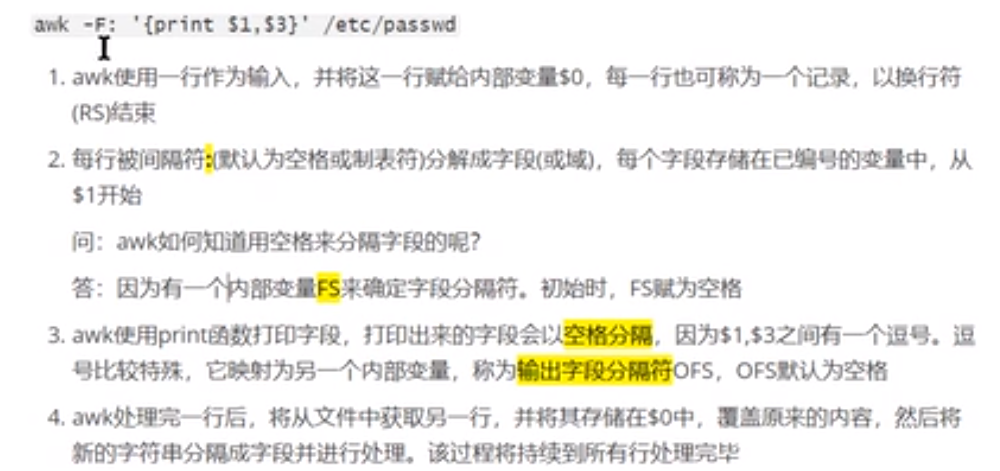 awk -F: '{print $1,$3}' /etc/passwd
1. awk使用一行作为输入，并将这一行赋给内部变量$0，每一行也可称为一个记录，以换行符
(RS)结束
2. 每行被间隔符:(默认为空格或制表符)分解成字段(或域)，每个字段存储在已编号的变量中，从
$1开始
问：awk如何知道用空格来分隔字段的呢？
答：因为有一个内部变量FS来确定字段分隔符。初始时，FS赋为空格
3. awk使用print函数打印字段，打印出来的字段会以空格分隔，因为$1,$3之间有一个逗号。逗
号比较特殊，它映射为另一个内部变量，称为输出字段分隔符OFS，OFS默认为空格
4. awk处理完一行后，将从文件中获取另一行，并将其存储在$0中，覆盖原来的内容，然后将
新的字符串分隔成字段并进行处理。该过程将持续到所有行处理完毕